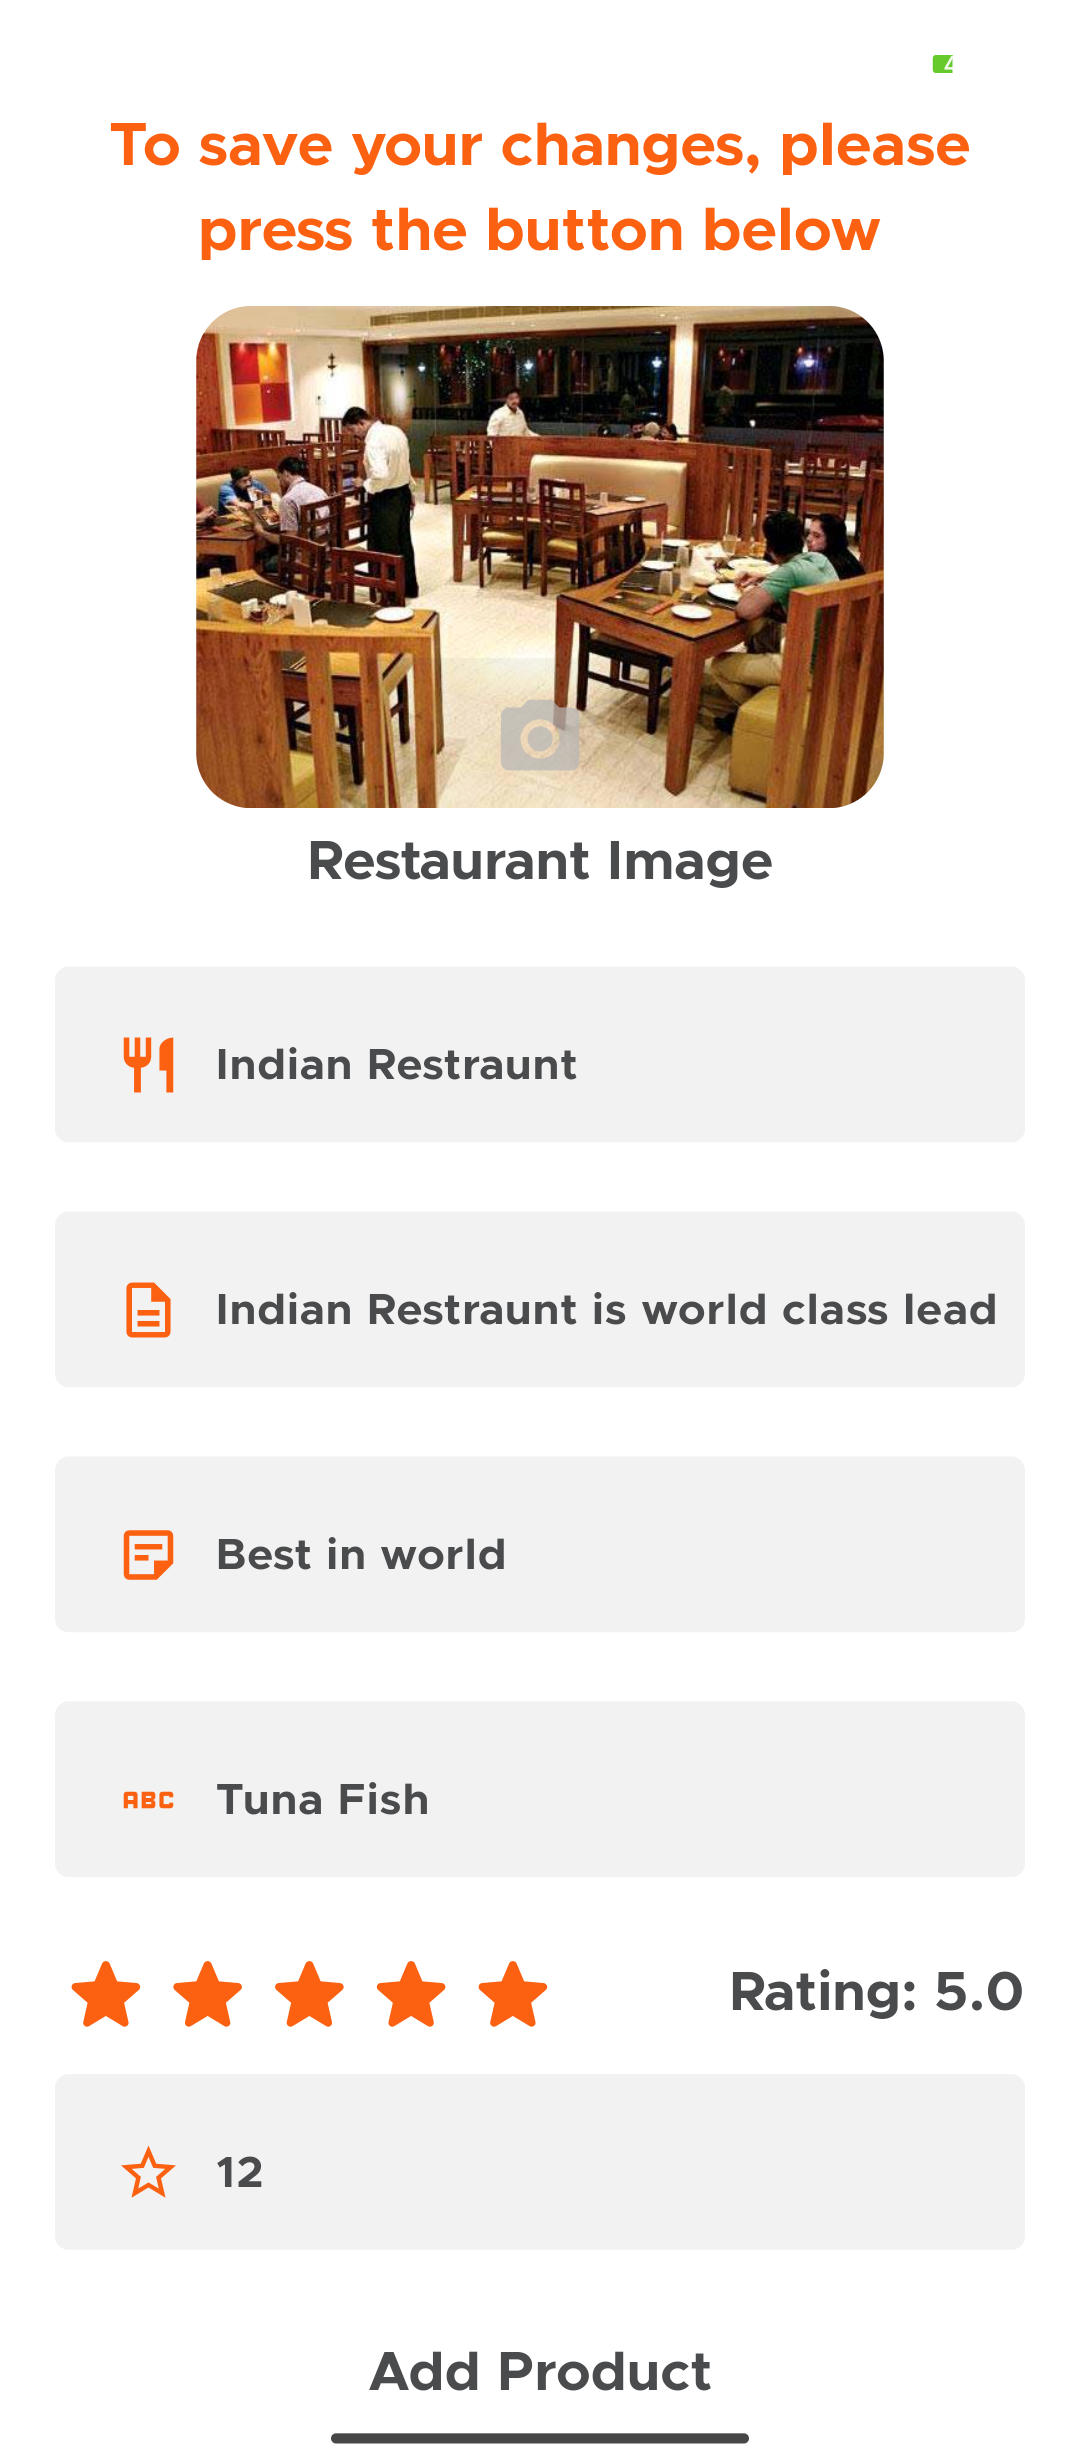 To save your changes, please
press the button below
Restaurant Image
Indian Restraunt
Indian Restraunt is world class lead
Best in world
ABC Tuna Fish
Rating: 5.0
12
Add Product